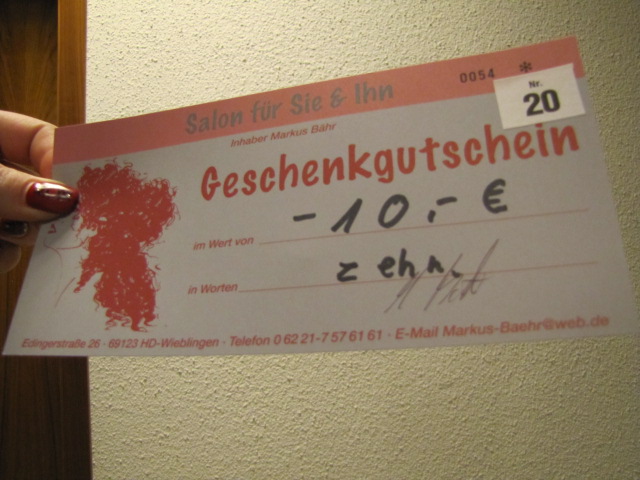 0054 *
Nr.
20
Salon für Sie & Ihn
Inhaber Markus Bähr
Geschenkgutschein
im Wert von - 10,- €
in Worten zehn.
Edingerstraße 26 · 69123 HD-Wieblingen · Telefon 0 62 21-7 57 61 61 · E-Mail Markus-Baehr@web.de